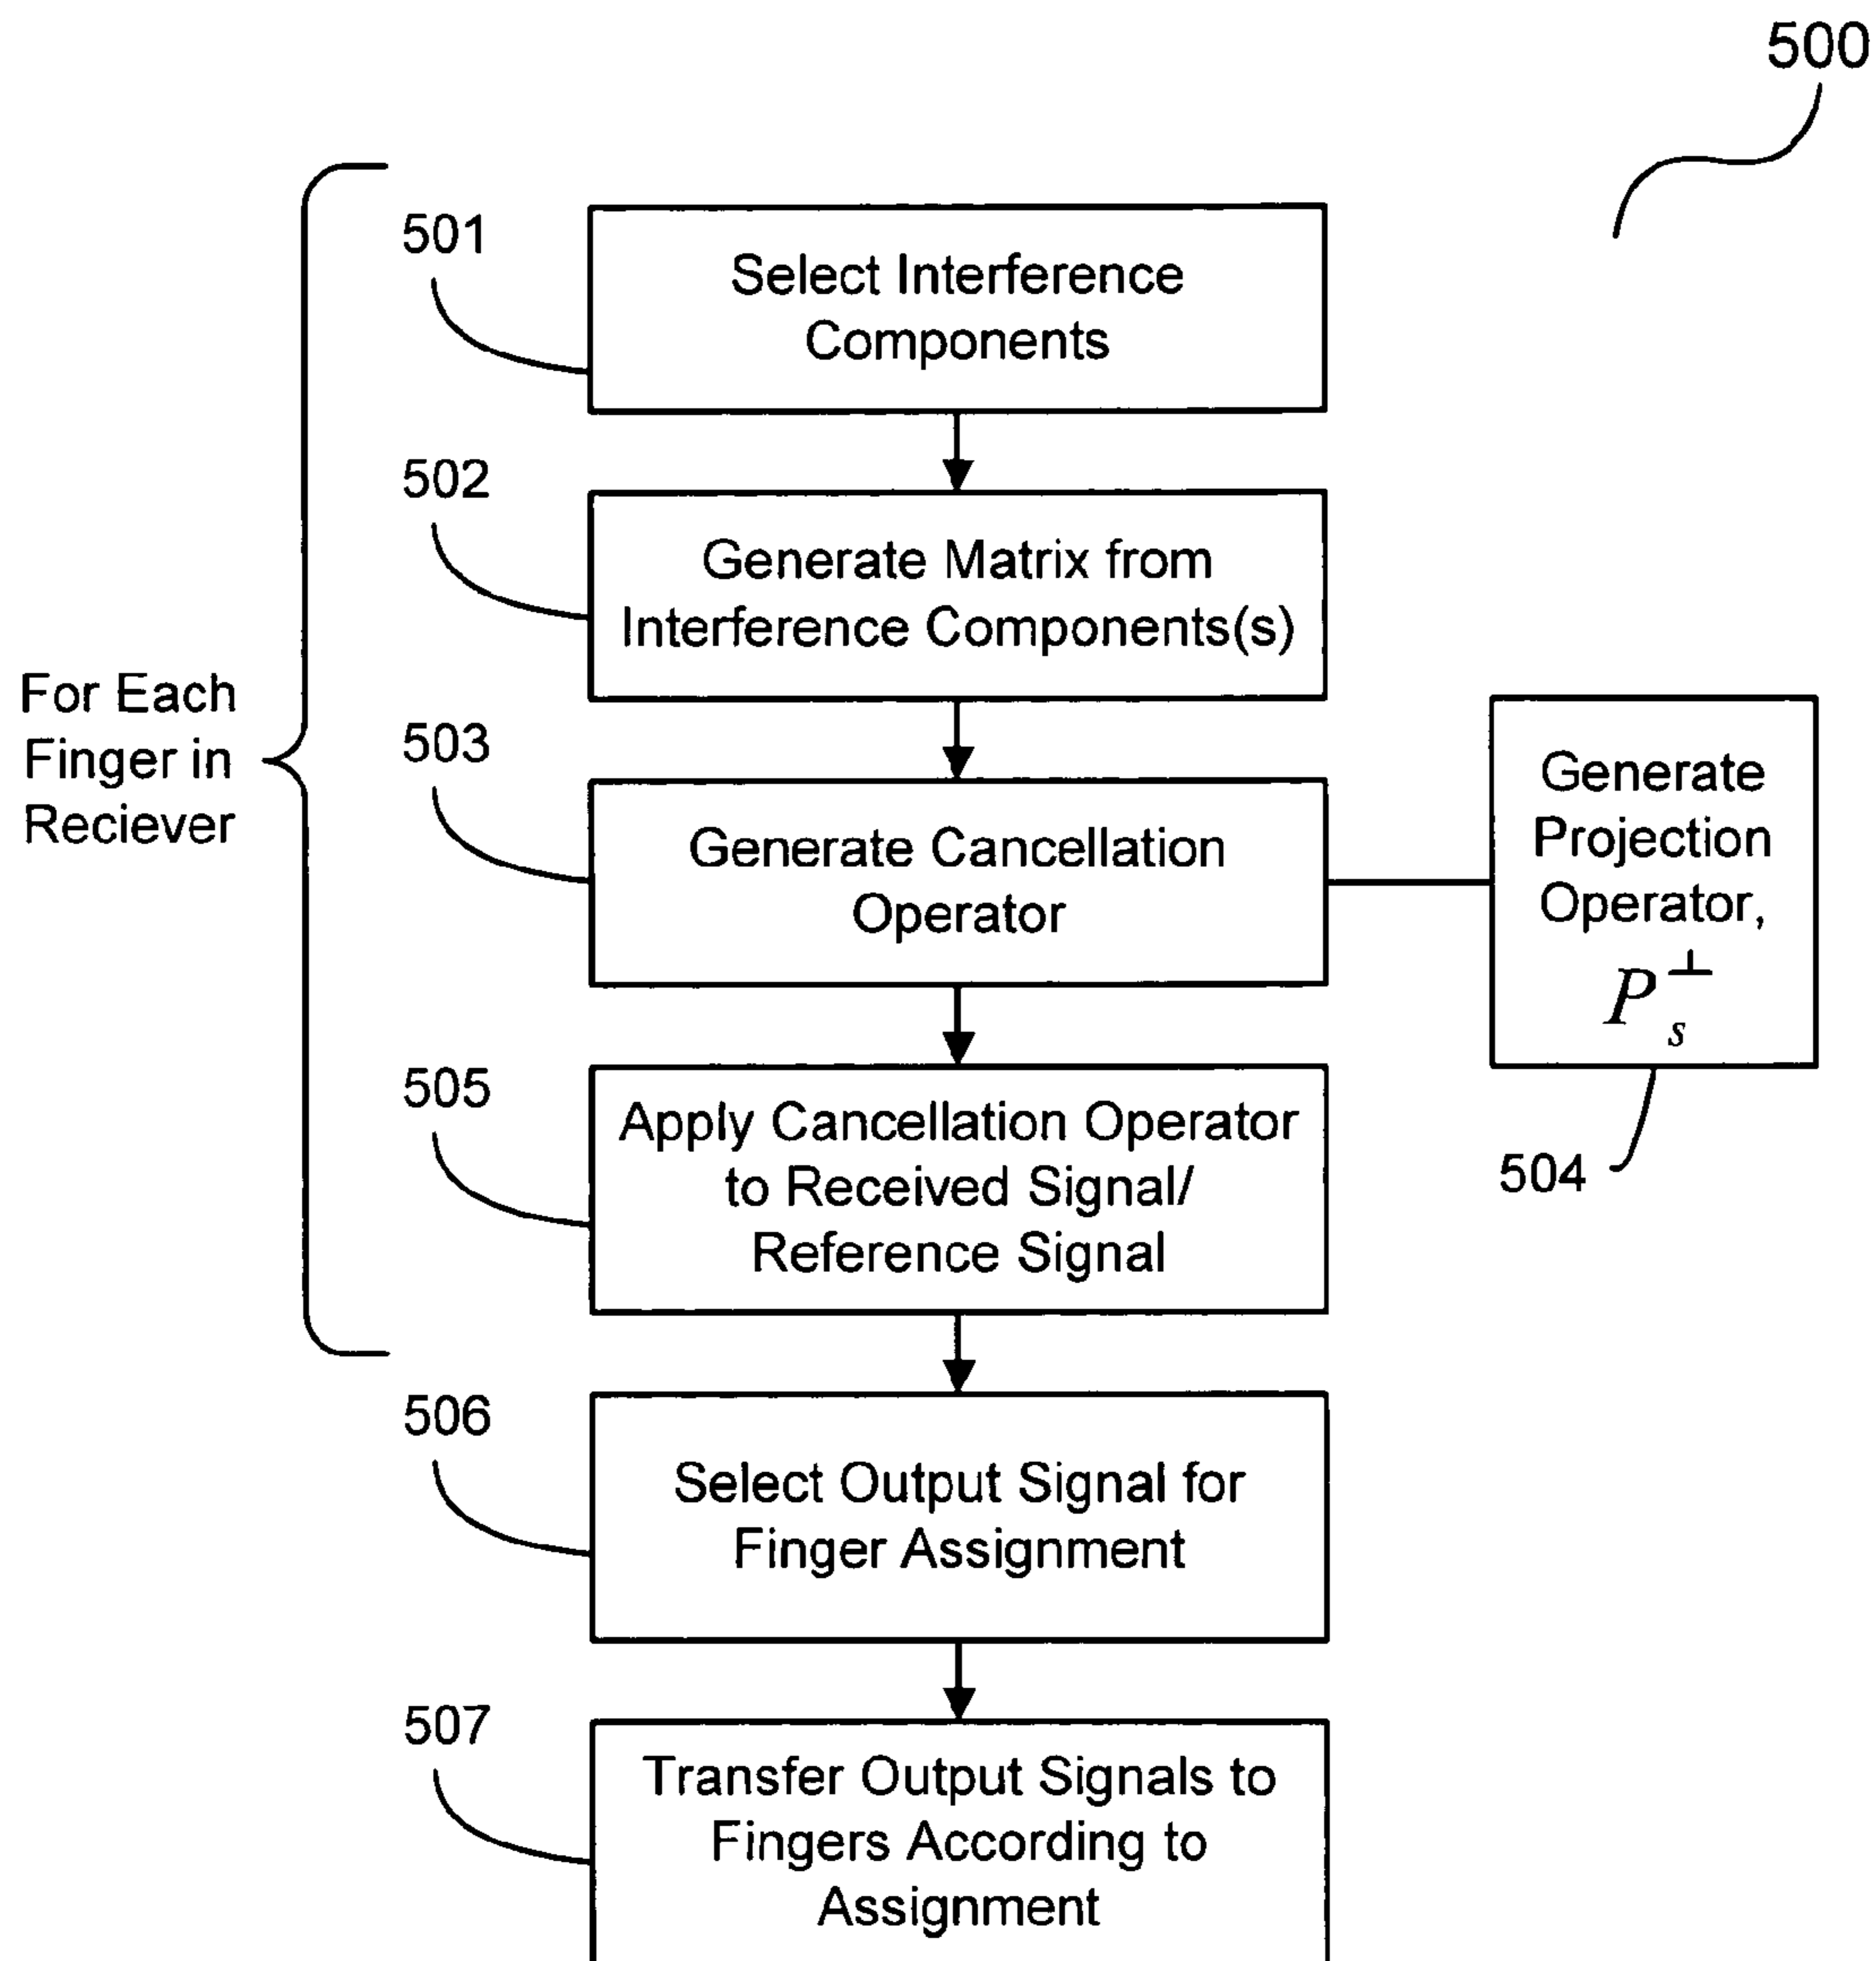 500
501
Select Interference
Components
502
Generate Matrix from
Interference Components(s)
For Each
Finger in
Reciever
503
Generate Cancellation
Operator
Generate
Projection
Operator,
P_s^⊥
504
505
Apply Cancellation Operator
to Received Signal/
Reference Signal
506
Select Output Signal for
Finger Assignment
507
Transfer Output Signals to
Fingers According to
Assignment